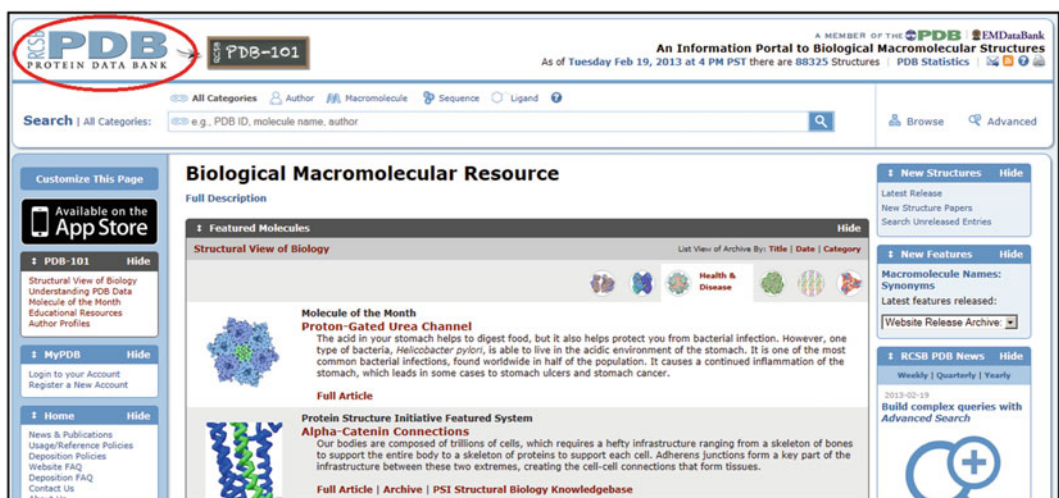 RCSB PDB
PROTEIN DATA BANK
RCSB PDB-101
A MEMBER OF THE PDB | EMDataBank
An Information Portal to Biological Macromolecular Structures
As of Tuesday Feb 19, 2013 at 4 PM PST there are 88325 Structures | PDB Statistics |
All Categories Author Macromolecule Sequence Ligand
Search | All Categories: e.g., PDB ID, molecule name, author
Browse Advanced
Customize This Page
Available on the
App Store
PDB-101 Hide
Structural View of Biology
Understanding PDB Data
Molecule of the Month
Educational Resources
Author Profiles
MyPDB Hide
Login to your Account
Register a New Account
Home Hide
News & Publications
Usage/Reference Policies
Deposition Policies
Website FAQ
Deposition FAQ
Contact Us
About Us
Biological Macromolecular Resource
Full Description
Featured Molecules Hide
Structural View of Biology List View of Archive By: Title | Date | Category
Health &
Disease
Molecule of the Month
Proton-Gated Urea Channel
The acid in your stomach helps to digest food, but it also helps protect you from bacterial infection. However, one
type of bacteria, Helicobacter pylori, is able to live in the acidic environment of the stomach. It is one of the most
common bacterial infections, found worldwide in half of the population. It causes a continued inflammation of the
stomach, which leads in some cases to stomach ulcers and stomach cancer.
Full Article
Protein Structure Initiative Featured System
Alpha-Catenin Connections
Our bodies are composed of trillions of cells, which requires a hefty infrastructure ranging from a skeleton of bones
to support the entire body to a skeleton of proteins to support each cell. Adherens junctions form a key part of the
infrastructure between these two extremes, creating the cell-cell connections that form tissues.
Full Article | Archive | PSI Structural Biology Knowledgebase
New Structures Hide
Latest Release
New Structure Papers
Search Unreleased Entries
New Features Hide
Macromolecule Names:
Synonyms
Latest features released:
Website Release Archive:
RCSB PDB News Hide
Weekly | Quarterly | Yearly
2013-02-19
Build complex queries with
Advanced Search